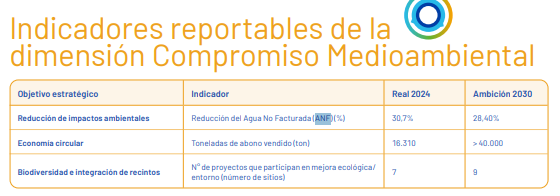 Indicadores reportables de la
dimensión Compromiso Medioambiental
Objetivo estratégico Indicador Real 2024 Ambición 2030
Reducción de impactos ambientales Reducción del Agua No Facturada (ANF) (%) 30,7% 28,40%
Economía circular Toneladas de abono vendido (ton) 16.310 > 40.000
Biodiversidad e integración de recintos N° de proyectos que participan en mejora ecológica/
entorno (número de sitios) 7 9